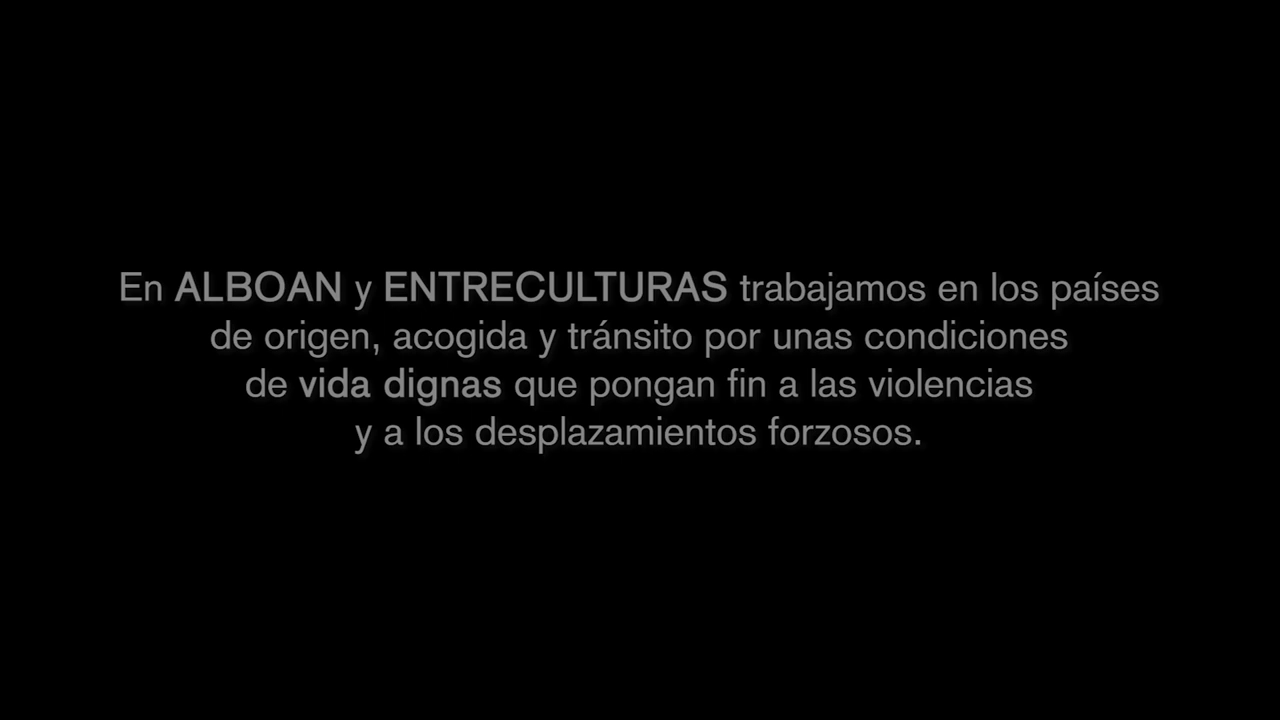 En ALBOAN y ENTRECULTURAS trabajamos en los países
de origen, acogida y tránsito por unas condiciones
de vida dignas que pongan fin a las violencias
y a los desplazamientos forzosos.